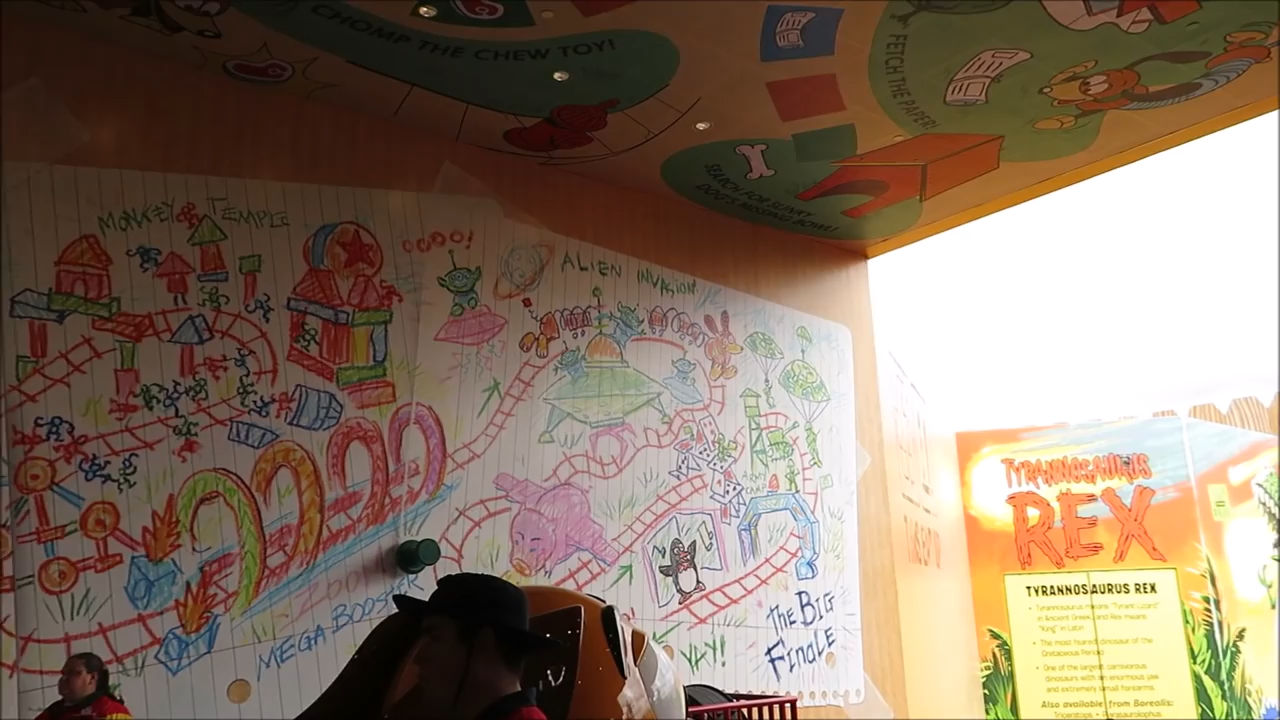 CHOMP THE CHEW TOY!
FETCH THE PAPER!
SEARCH FOR SLINKY
DOG'S MISSING BOWL!
MONKEY TEMPLE
ALIEN INVASION!
MEGA BOOSTER
YAY!
The BIG
FINALE
TYRANNOSAURUS
REX
TYRANNOSAURUS REX
• Tyrannosaurus means "Tyrant Lizard"
in Ancient Greek, and Rex means
"King" in Latin.
• The most feared dinosaur of the
Cretaceous Period.
• One of the largest carnivorous
dinosaurs with an enormous jaw
and extremely small forearms.
Also available from Borealis:
Triceratops • Parasaurolophus